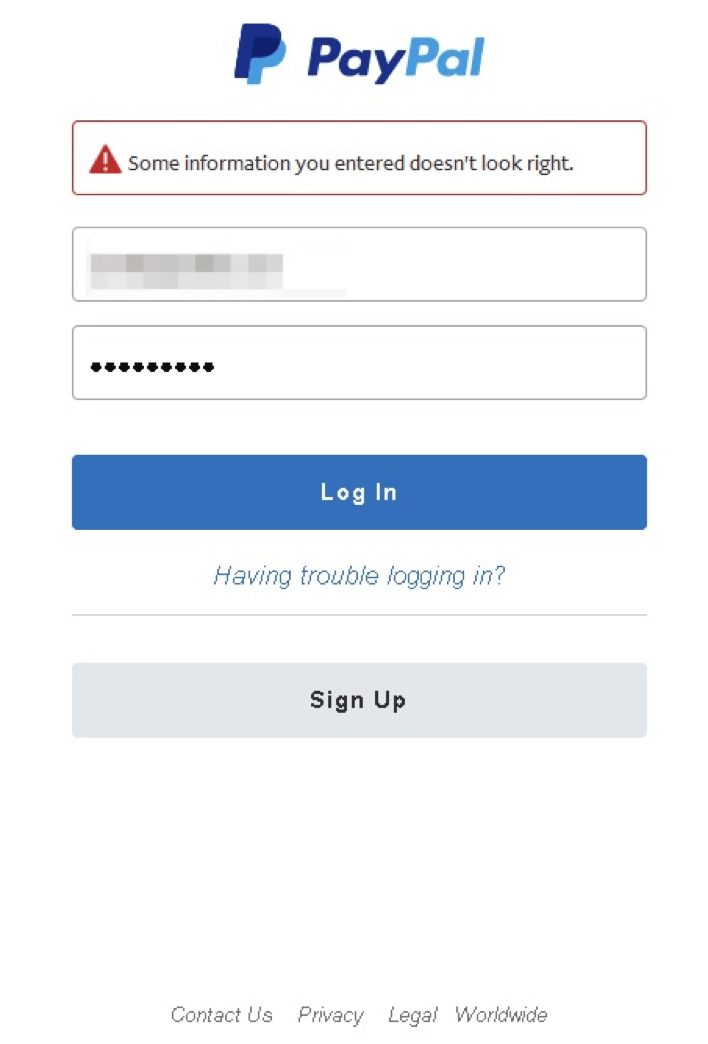 PayPal
Some information you entered doesn't look right.
•••••••••
Log In
Having trouble logging in?
Sign Up
Contact Us Privacy Legal Worldwide